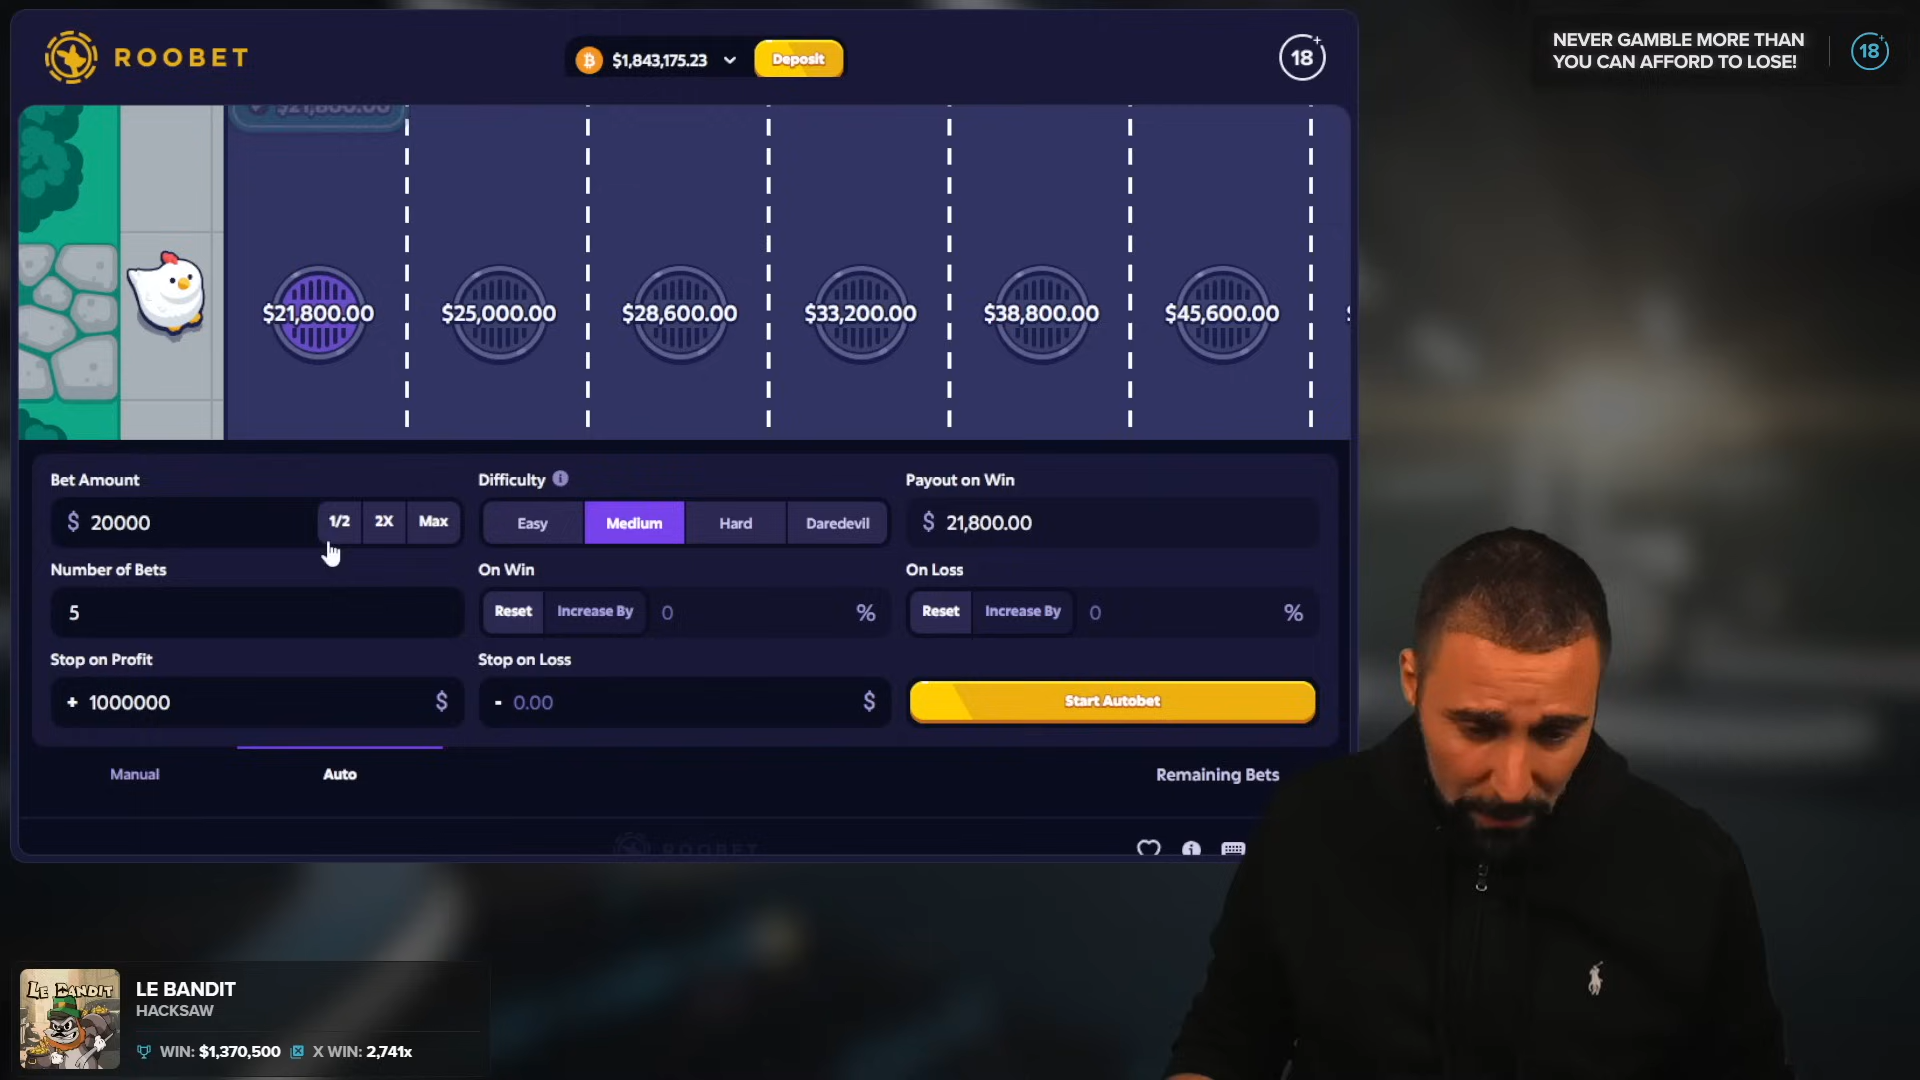 ROOBET
$1,843,175.23
Deposit
18+
NEVER GAMBLE MORE THAN
YOU CAN AFFORD TO LOSE!
18+
$21,800.00
$21,800.00
$25,000.00
$28,600.00
$33,200.00
$38,800.00
$45,600.00
Bet Amount
$ 20000
1/2
2X
Max
Difficulty
Easy
Medium
Hard
Daredevil
Payout on Win
$ 21,800.00
Number of Bets
5
On Win
Reset
Increase By
0
%
On Loss
Reset
Increase By
0
%
Stop on Profit
+ 1000000
$
Stop on Loss
- 0.00
$
Start Autobet
Manual
Auto
Remaining Bets
ROOBET
LE BANDIT
LE BANDIT
HACKSAW
WIN: $1,370,500
X WIN: 2,741x